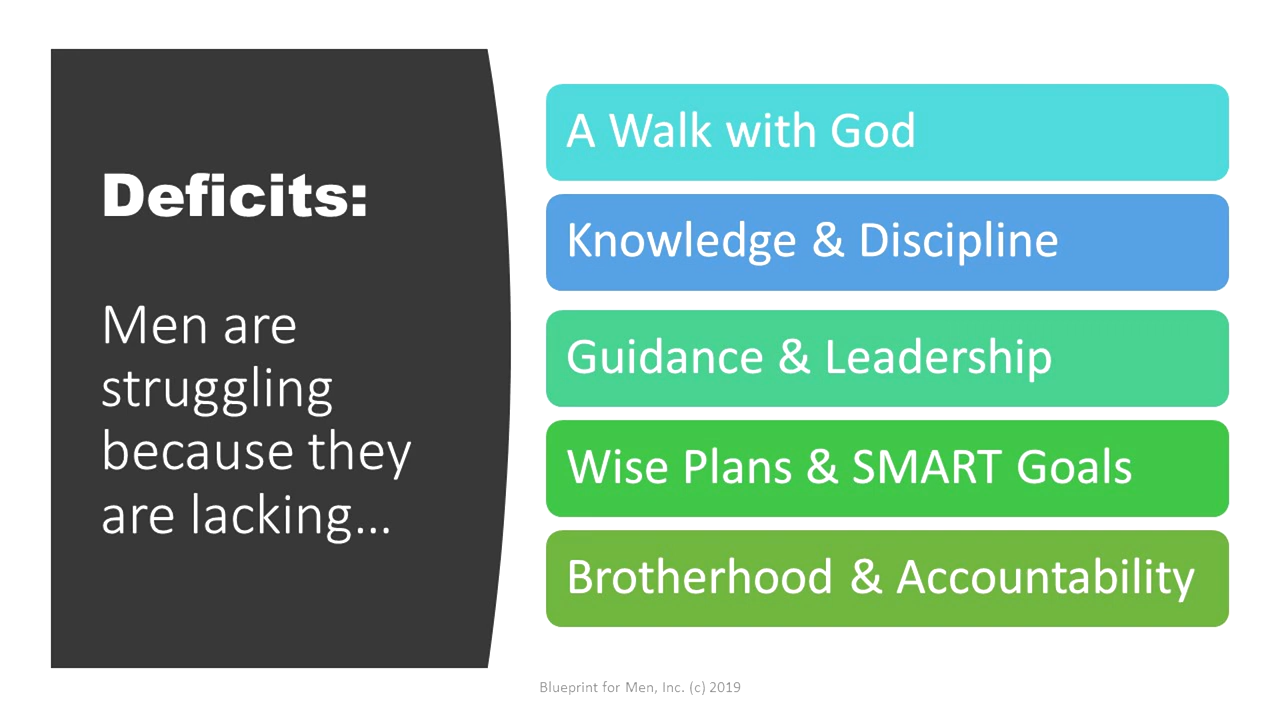 Deficits:
Men are
struggling
because they
are lacking...
A Walk with God
Knowledge & Discipline
Guidance & Leadership
Wise Plans & SMART Goals
Brotherhood & Accountability
Blueprint for Men, Inc. (c) 2019